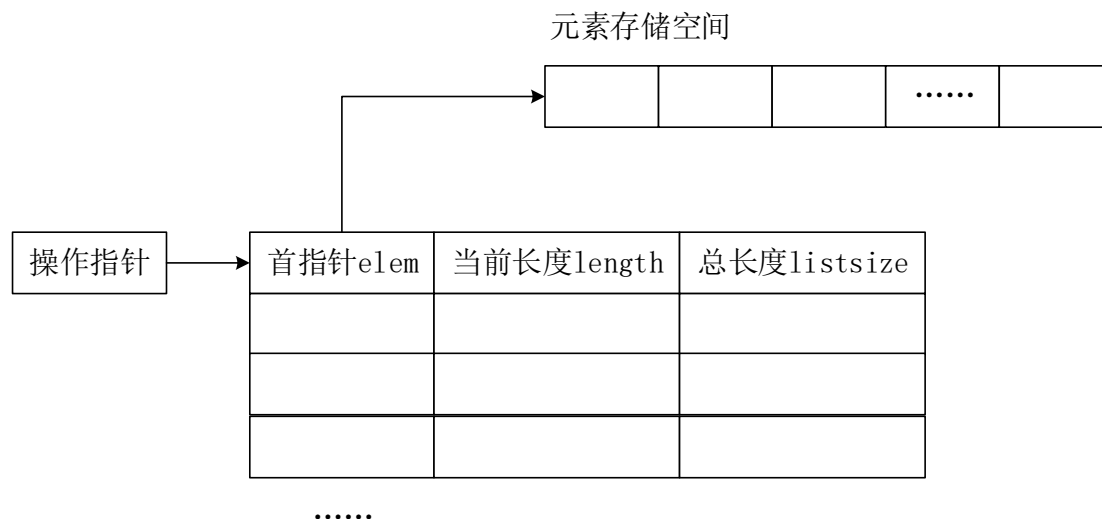 元素存储空间
……
操作指针
首指针elem 当前长度length 总长度listsize
……